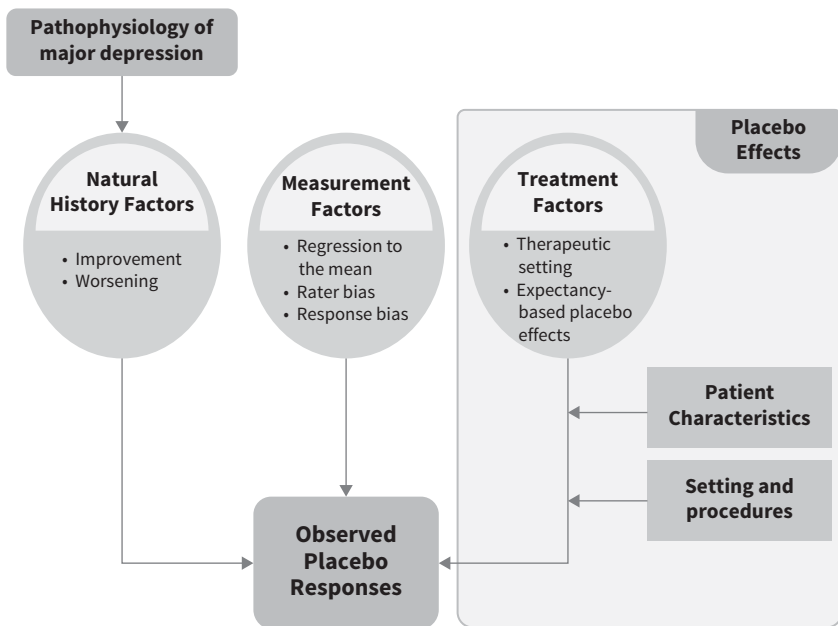 Pathophysiology of
major depression
Natural
History Factors
• Improvement
• Worsening
Measurement
Factors
• Regression to
the mean
• Rater bias
• Response bias
Placebo
Effects
Treatment
Factors
• Therapeutic
setting
• Expectancy-
based placebo
effects
Patient
Characteristics
Setting and
procedures
Observed
Placebo
Responses